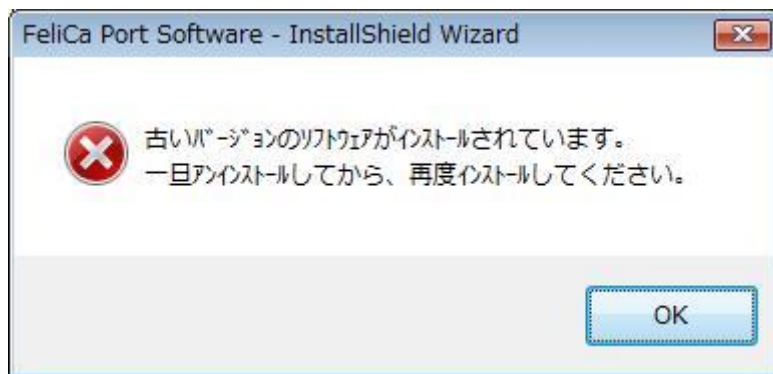 FeliCa Port Software - InstallShield Wizard
古いﾊﾞｰｼﾞｮﾝのｿﾌﾄｳｪｱがｲﾝｽﾄｰﾙされています。
一旦ｱﾝｲﾝｽﾄｰﾙしてから、再度ｲﾝｽﾄｰﾙしてください。
OK